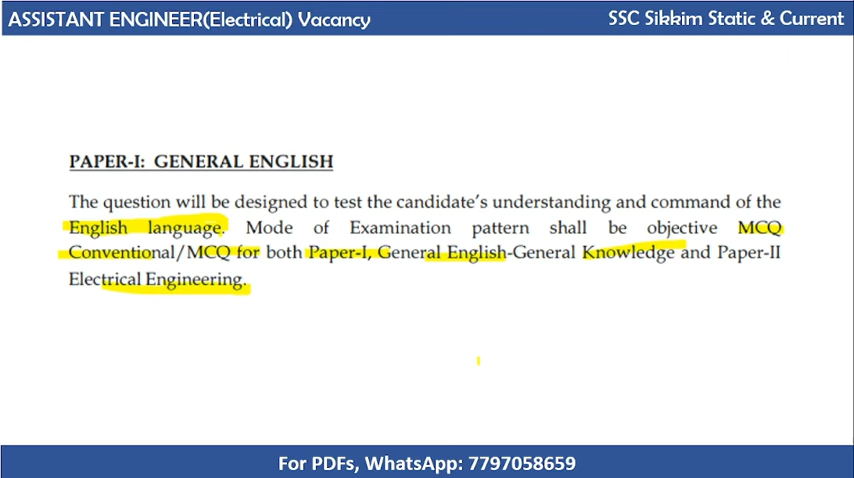 ASSISTANT ENGINEER(Electrical) Vacancy
SSC Sikkim Static & Current
PAPER-I: GENERAL ENGLISH
The question will be designed to test the candidate's understanding and command of the
English language. Mode of Examination pattern shall be objective MCQ
Conventional/MCQ for both Paper-I, General English-General Knowledge and Paper-II
Electrical Engineering.
For PDFs, WhatsApp: 7797058659